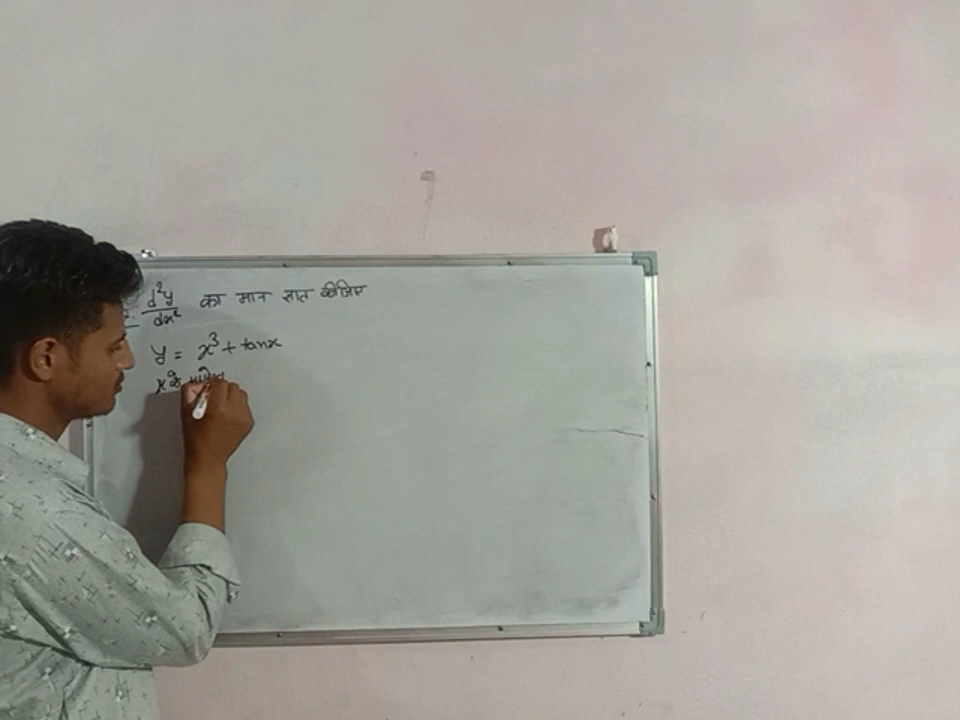 d²y/dx² का मान ज्ञात कीजिए
y = x³ + tanx
x के सापेक्ष